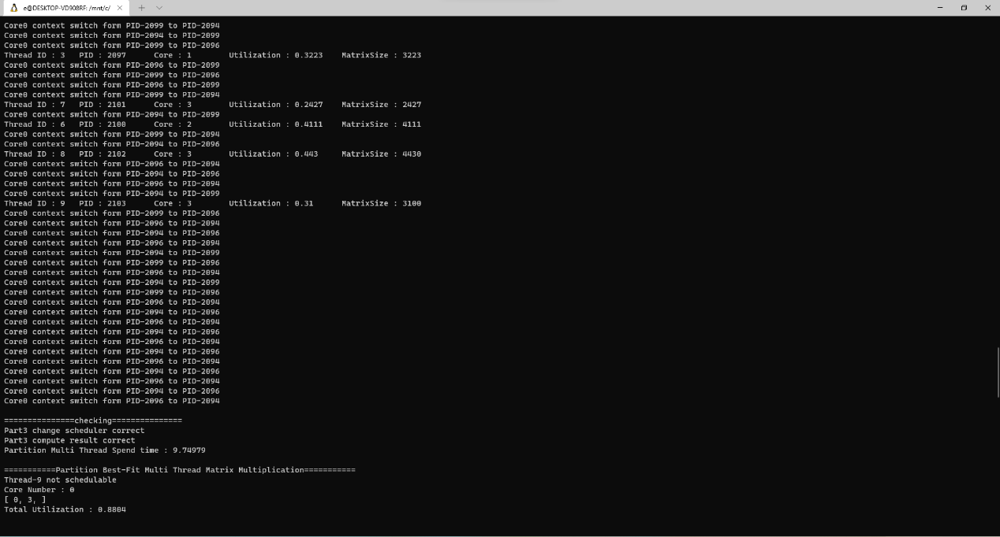 e@DESKTOP-VD908RF: /mnt/c/
Core0 context switch form PID-2099 to PID-2094
Core0 context switch form PID-2094 to PID-2099
Core0 context switch form PID-2099 to PID-2096
Thread ID : 3 PID : 2097 Core : 1 Utilization : 0.3223 MatrixSize : 3223
Core0 context switch form PID-2096 to PID-2099
Core0 context switch form PID-2099 to PID-2096
Core0 context switch form PID-2096 to PID-2099
Core0 context switch form PID-2099 to PID-2094
Thread ID : 7 PID : 2101 Core : 3 Utilization : 0.2427 MatrixSize : 2427
Core0 context switch form PID-2094 to PID-2099
Thread ID : 6 PID : 2100 Core : 2 Utilization : 0.4111 MatrixSize : 4111
Core0 context switch form PID-2099 to PID-2094
Core0 context switch form PID-2094 to PID-2096
Thread ID : 8 PID : 2102 Core : 3 Utilization : 0.443 MatrixSize : 4430
Core0 context switch form PID-2096 to PID-2094
Core0 context switch form PID-2094 to PID-2096
Core0 context switch form PID-2096 to PID-2094
Core0 context switch form PID-2094 to PID-2099
Thread ID : 9 PID : 2103 Core : 3 Utilization : 0.31 MatrixSize : 3100
Core0 context switch form PID-2099 to PID-2096
Core0 context switch form PID-2096 to PID-2094
Core0 context switch form PID-2094 to PID-2096
Core0 context switch form PID-2096 to PID-2094
Core0 context switch form PID-2094 to PID-2099
Core0 context switch form PID-2099 to PID-2096
Core0 context switch form PID-2096 to PID-2094
Core0 context switch form PID-2094 to PID-2099
Core0 context switch form PID-2099 to PID-2096
Core0 context switch form PID-2096 to PID-2094
Core0 context switch form PID-2094 to PID-2096
Core0 context switch form PID-2096 to PID-2094
Core0 context switch form PID-2094 to PID-2096
Core0 context switch form PID-2096 to PID-2094
Core0 context switch form PID-2094 to PID-2096
Core0 context switch form PID-2096 to PID-2094
Core0 context switch form PID-2094 to PID-2096
Core0 context switch form PID-2096 to PID-2094
Core0 context switch form PID-2094 to PID-2096
Core0 context switch form PID-2096 to PID-2094
===============checking===============
Part3 change scheduler correct
Part3 compute result correct
Partition Multi Thread Spend time : 9.74979
===========Partition Best-Fit Multi Thread Matrix Multiplication===========
Thread-9 not schedulable
Core Number : 0
[ 0, 3, ]
Total Utilization : 0.8804